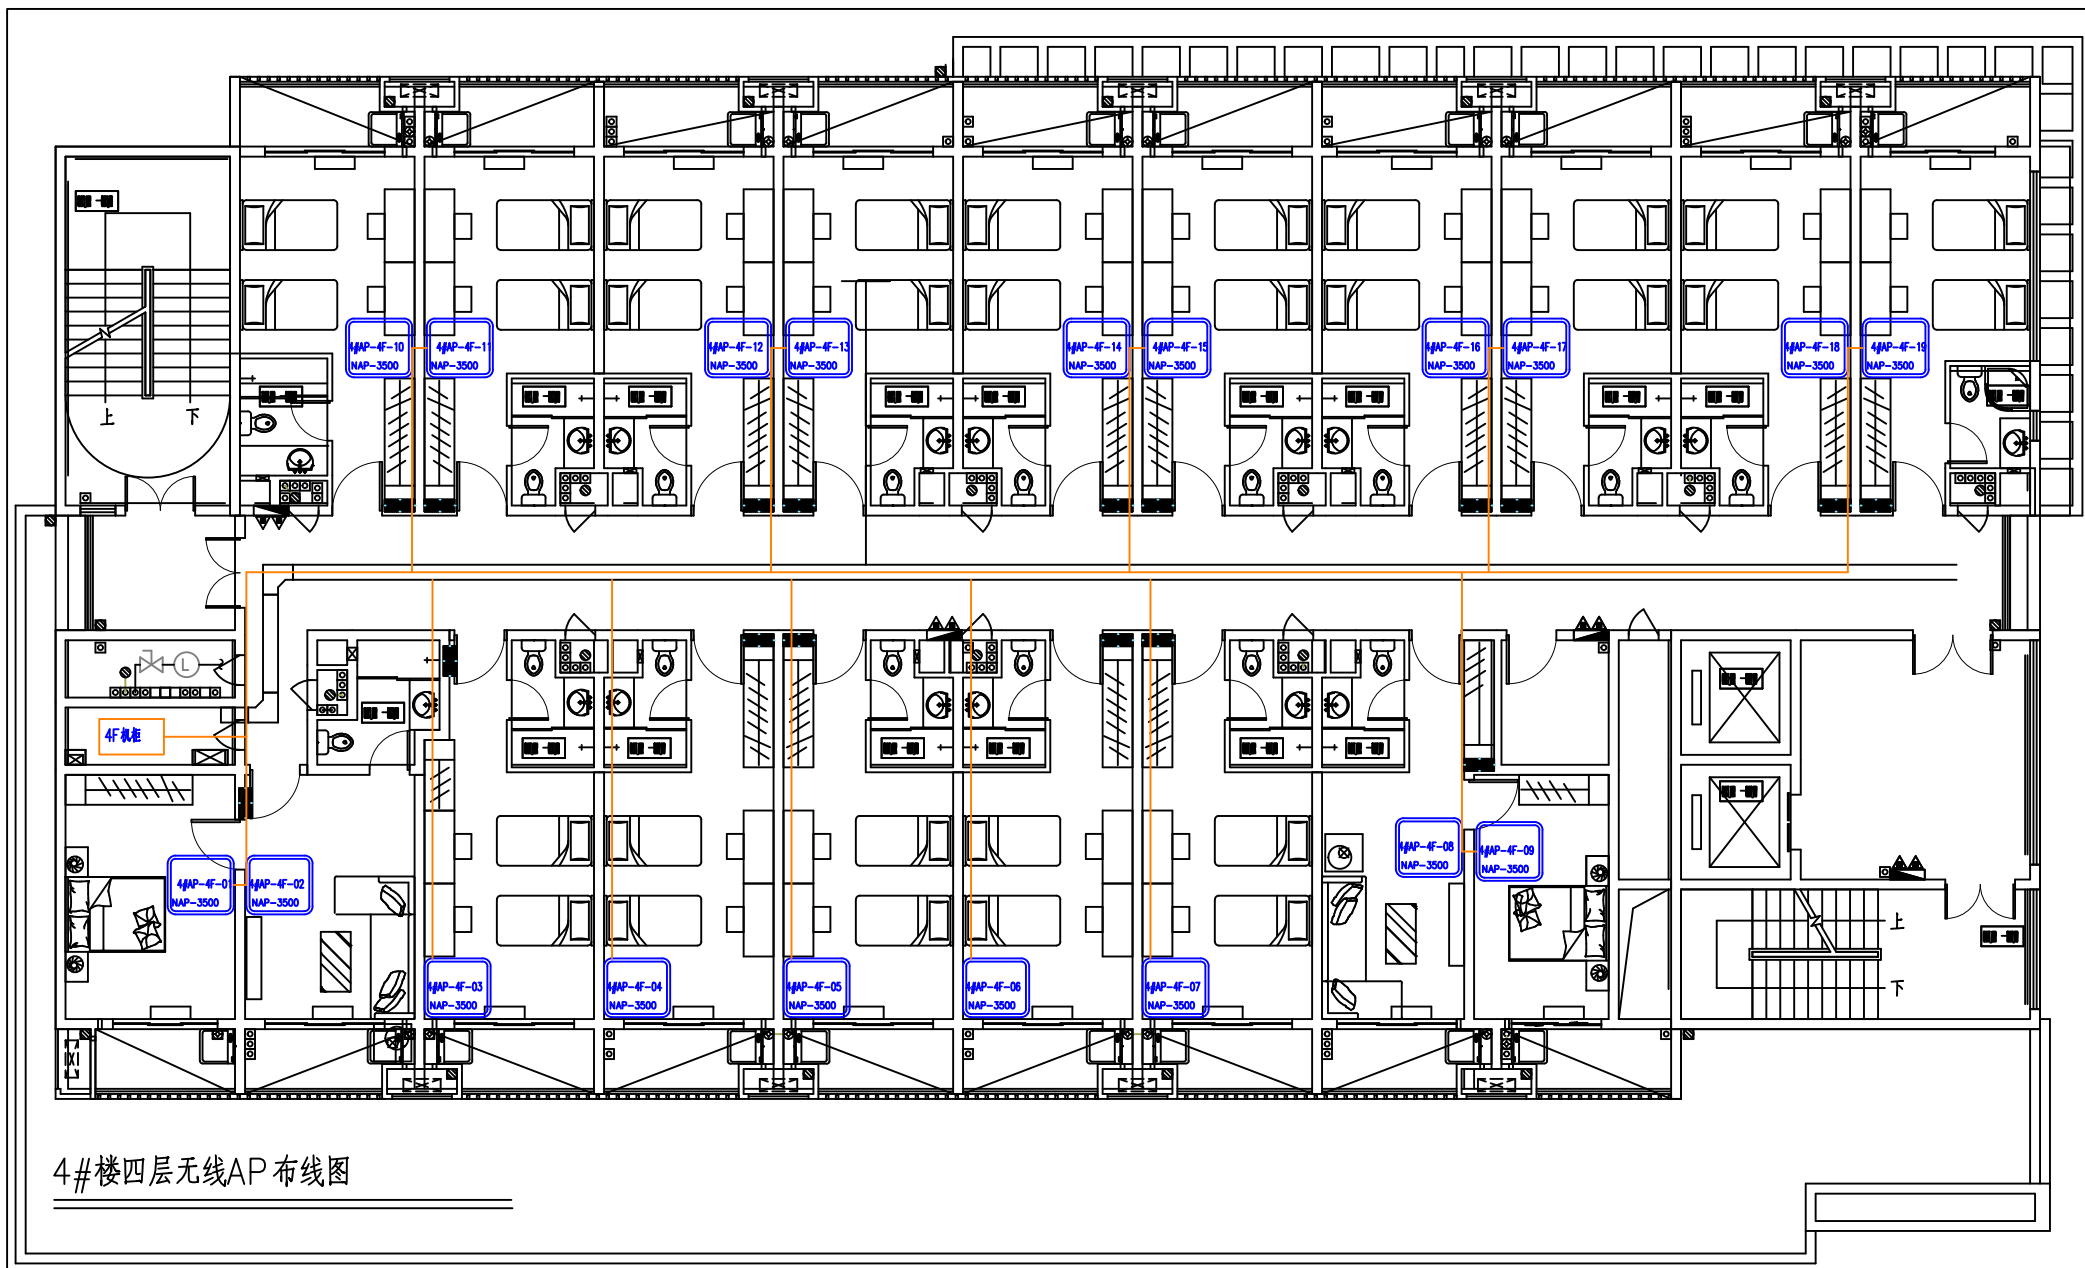 4#AP-4F-10
NAP-3500
4#AP-4F-11
NAP-3500
4#AP-4F-12
NAP-3500
4#AP-4F-13
NAP-3500
4#AP-4F-14
NAP-3500
4#AP-4F-15
NAP-3500
4#AP-4F-16
NAP-3500
4#AP-4F-17
NAP-3500
4#AP-4F-18
NAP-3500
4#AP-4F-19
NAP-3500
上
下
L
4F机柜
4#AP-4F-01
NAP-3500
4#AP-4F-02
NAP-3500
4#AP-4F-08
NAP-3500
4#AP-4F-09
NAP-3500
上
下
4#AP-4F-03
NAP-3500
4#AP-4F-04
NAP-3500
4#AP-4F-05
NAP-3500
4#AP-4F-06
NAP-3500
4#AP-4F-07
NAP-3500
4#楼四层无线AP布线图